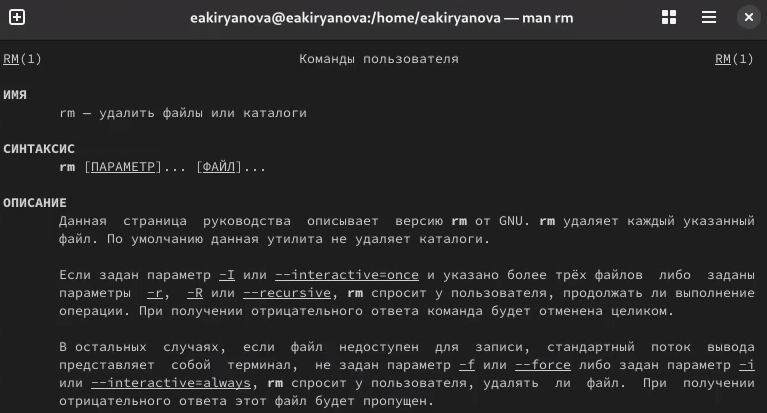 eakiryanova@eakiryanova:/home/eakiryanova — man rm
RM(1) Команды пользователя RM(1)
ИМЯ
rm — удалить файлы или каталоги
СИНТАКСИС
rm [ПАРАМЕТР]... [ФАЙЛ]...
ОПИСАНИЕ
Данная страница руководства описывает версию rm от GNU. rm удаляет каждый указанный
файл. По умолчанию данная утилита не удаляет каталоги.
Если задан параметр -I или --interactive=once и указано более трёх файлов либо заданы
параметры -r, -R или --recursive, rm спросит у пользователя, продолжать ли выполнение
операции. При получении отрицательного ответа команда будет отменена целиком.
В остальных случаях, если файл недоступен для записи, стандартный поток вывода
представляет собой терминал, не задан параметр -f или --force либо задан параметр -i
или --interactive=always, rm спросит у пользователя, удалять ли файл. При получении
отрицательного ответа этот файл будет пропущен.